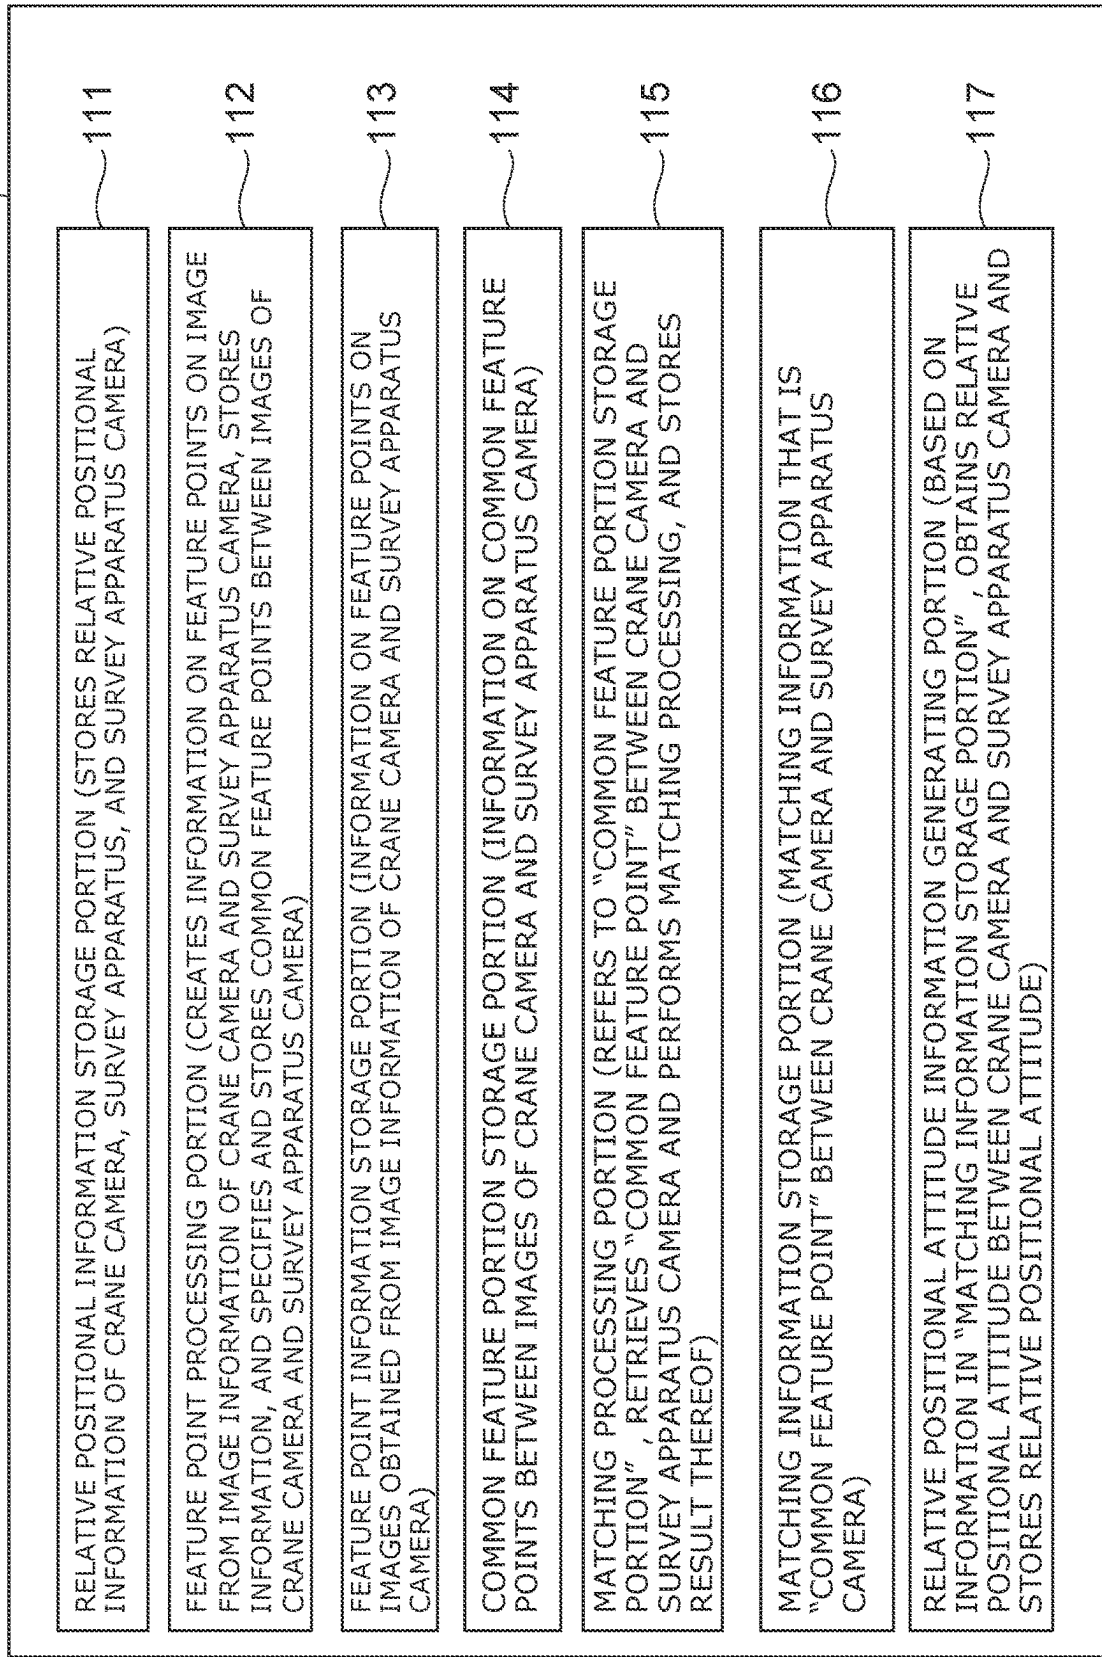 RELATIVE POSITIONAL INFORMATION STORAGE PORTION (STORES RELATIVE POSITIONAL
INFORMATION OF CRANE CAMERA, SURVEY APPARATUS, AND SURVEY APPARATUS CAMERA)
111
FEATURE POINT PROCESSING PORTION (CREATES INFORMATION ON FEATURE POINTS ON IMAGE
FROM IMAGE INFORMATION OF CRANE CAMERA AND SURVEY APPARATUS CAMERA, STORES
INFORMATION, AND SPECIFIES AND STORES COMMON FEATURE POINTS BETWEEN IMAGES OF
CRANE CAMERA AND SURVEY APPARATUS CAMERA)
112
FEATURE POINT INFORMATION STORAGE PORTION (INFORMATION ON FEATURE POINTS ON
IMAGES OBTAINED FROM IMAGE INFORMATION OF CRANE CAMERA AND SURVEY APPARATUS
CAMERA)
113
COMMON FEATURE PORTION STORAGE PORTION (INFORMATION ON COMMON FEATURE
POINTS BETWEEN IMAGES OF CRANE CAMERA AND SURVEY APPARATUS CAMERA)
114
MATCHING PROCESSING PORTION (REFERS TO “COMMON FEATURE PORTION STORAGE
PORTION”, RETRIEVES “COMMON FEATURE POINT” BETWEEN CRANE CAMERA AND
SURVEY APPARATUS CAMERA AND PERFORMS MATCHING PROCESSING, AND STORES
RESULT THEREOF)
115
MATCHING INFORMATION STORAGE PORTION (MATCHING INFORMATION THAT IS
“COMMON FEATURE POINT” BETWEEN CRANE CAMERA AND SURVEY APPARATUS
CAMERA)
116
RELATIVE POSITIONAL ATTITUDE INFORMATION GENERATING PORTION (BASED ON
INFORMATION IN “MATCHING INFORMATION STORAGE PORTION”, OBTAINS RELATIVE
POSITIONAL ATTITUDE BETWEEN CRANE CAMERA AND SURVEY APPARATUS CAMERA AND
STORES RELATIVE POSITIONAL ATTITUDE)
117